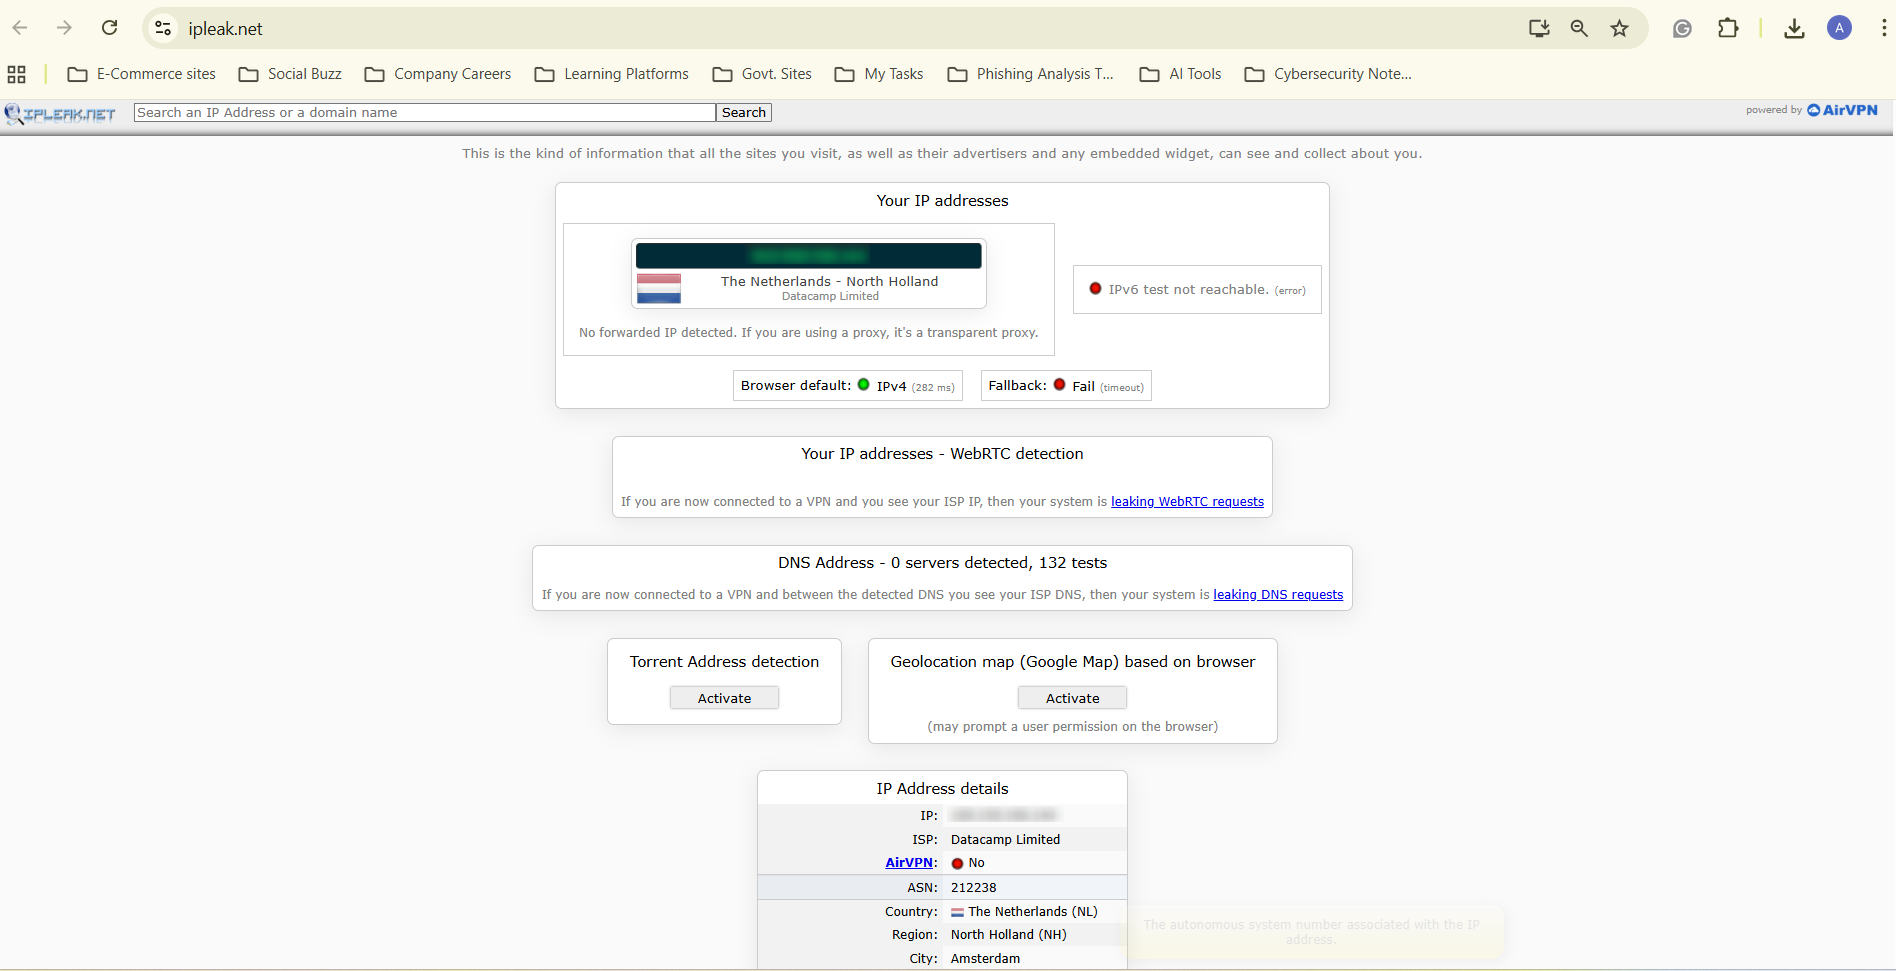 ipleak.net
A
E-Commerce sites
Social Buzz
Company Careers
Learning Platforms
Govt. Sites
My Tasks
Phishing Analysis T...
AI Tools
Cybersecurity Note...
IPLEAK.NET
Search an IP Address or a domain name
Search
powered by AirVPN
This is the kind of information that all the sites you visit, as well as their advertisers and any embedded widget, can see and collect about you.
Your IP addresses
The Netherlands - North Holland
Datacamp Limited
No forwarded IP detected. If you are using a proxy, it's a transparent proxy.
IPv6 test not reachable. (error)
Browser default: IPv4 (282 ms)
Fallback: Fail (timeout)
Your IP addresses - WebRTC detection
If you are now connected to a VPN and you see your ISP IP, then your system is leaking WebRTC requests
DNS Address - 0 servers detected, 132 tests
If you are now connected to a VPN and between the detected DNS you see your ISP DNS, then your system is leaking DNS requests
Torrent Address detection
Activate
Geolocation map (Google Map) based on browser
Activate
(may prompt a user permission on the browser)
IP Address details
IP:
ISP: Datacamp Limited
AirVPN: No
ASN: 212238
Country: The Netherlands (NL)
Region: North Holland (NH)
City: Amsterdam
The autonomous system number associated with the IP
address.